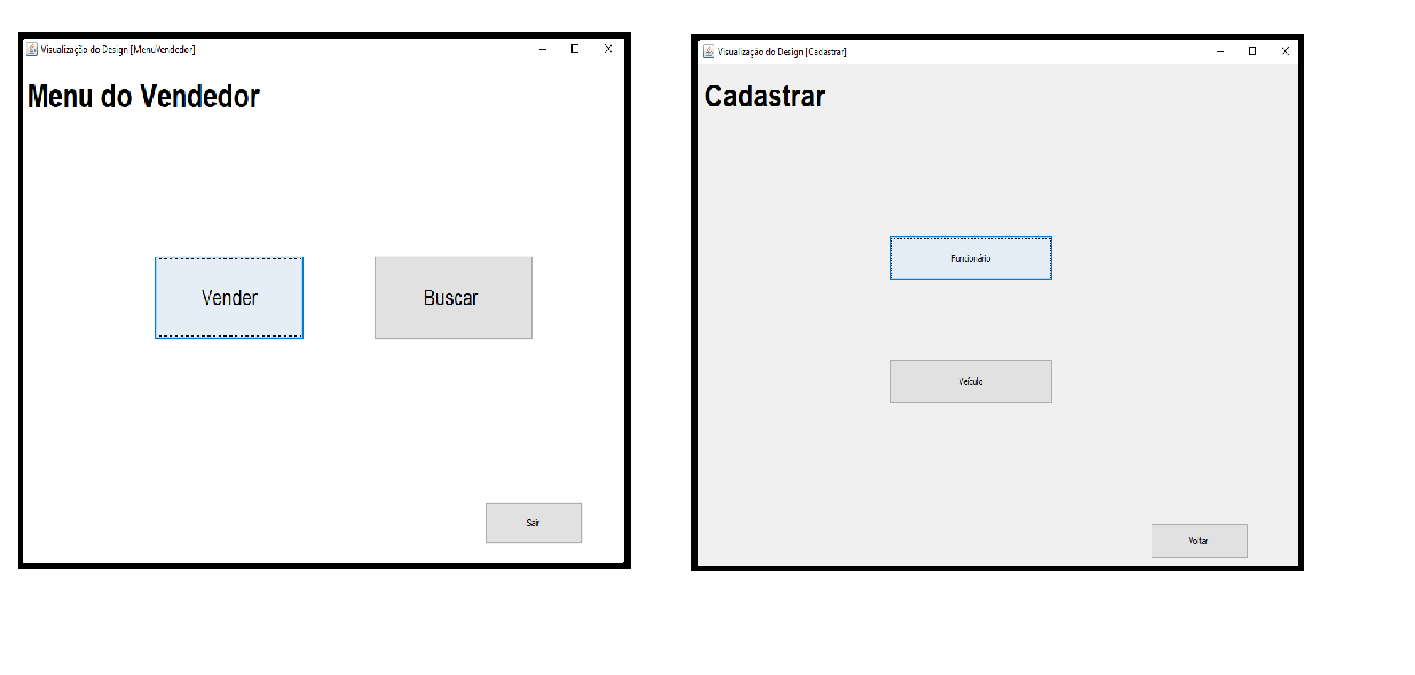 Visualização do Design [MenuVendedor]
Menu do Vendedor
Vender
Buscar
Sair
Visualização do Design [Cadastrar]
Cadastrar
Funcionário
Veículo
Voltar